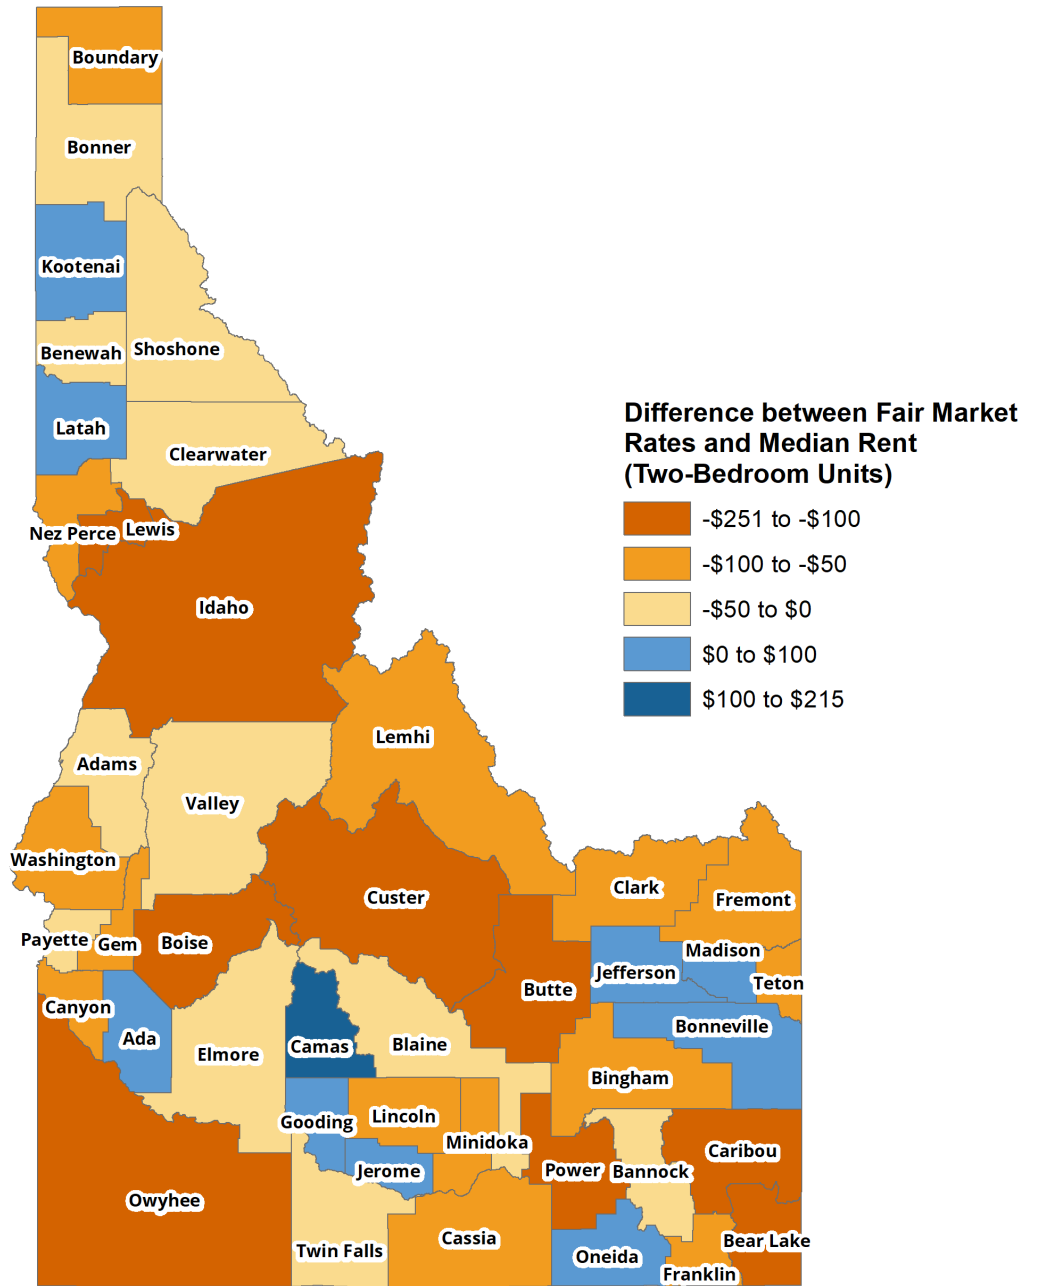 Boundary
Bonner
Kootenai
Shoshone
Benewah
Latah
Clearwater
Nez Perce
Lewis
Idaho
Difference between Fair Market
Rates and Median Rent
(Two-Bedroom Units)
-$251 to -$100
-$100 to -$50
-$50 to $0
$0 to $100
$100 to $215
Lemhi
Adams
Valley
Washington
Custer
Clark
Fremont
Payette
Gem
Boise
Madison
Jefferson
Teton
Butte
Canyon
Ada
Bonneville
Elmore
Camas
Blaine
Bingham
Gooding
Lincoln
Minidoka
Caribou
Jerome
Power
Bannock
Owyhee
Cassia
Bear Lake
Twin Falls
Oneida
Franklin